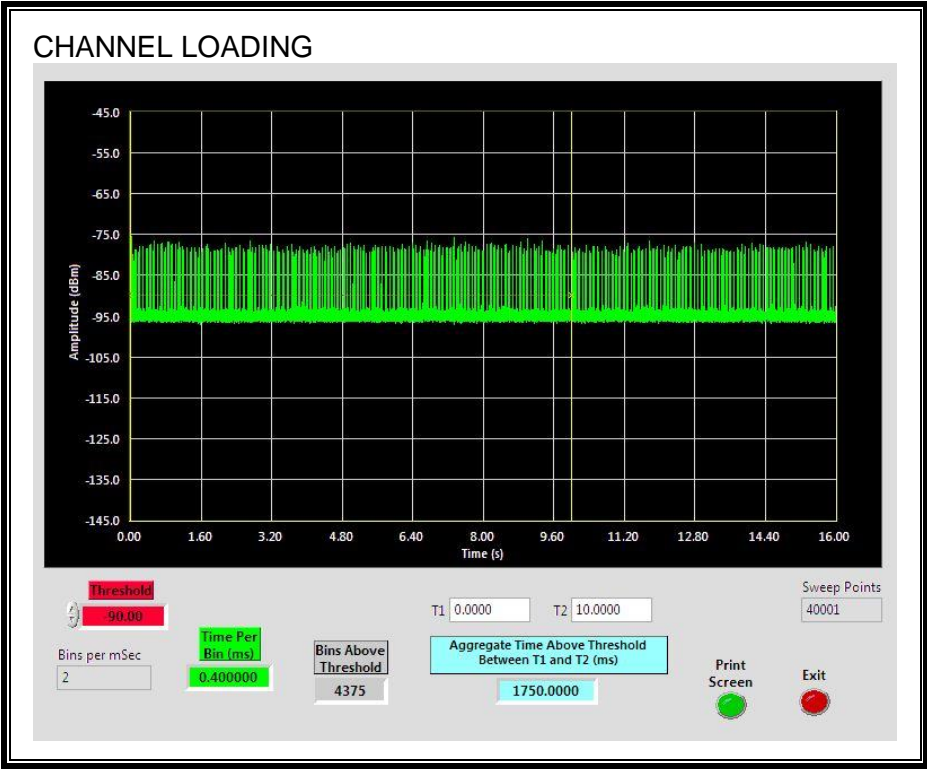 CHANNEL LOADING
-45.0
-55.0
-65.0
-75.0
-85.0
-95.0
-105.0
-115.0
-125.0
-135.0
-145.0
Amplitude (dBm)
0.00 1.60 3.20 4.80 6.40 8.00 9.60 11.20 12.80 14.40 16.00
Time (s)
Threshold
-90.00
Bins per mSec
2
Time Per
Bin (ms)
0.400000
Bins Above
Threshold
4375
T1 0.0000 T2 10.0000
Aggregate Time Above Threshold
Between T1 and T2 (ms)
1750.0000
Sweep Points
40001
Print
Screen
Exit